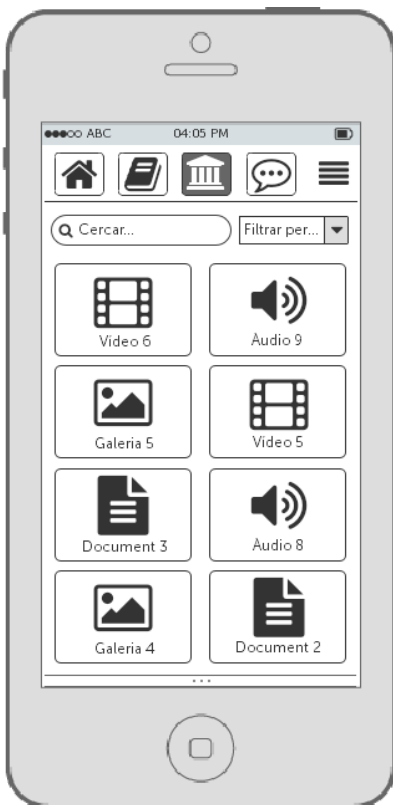 ABC 04:05 PM
Cercar... Filtrar per...
Video 6 Audio 9
Galeria 5 Video 5
Document 3 Audio 8
Galeria 4 Document 2
...